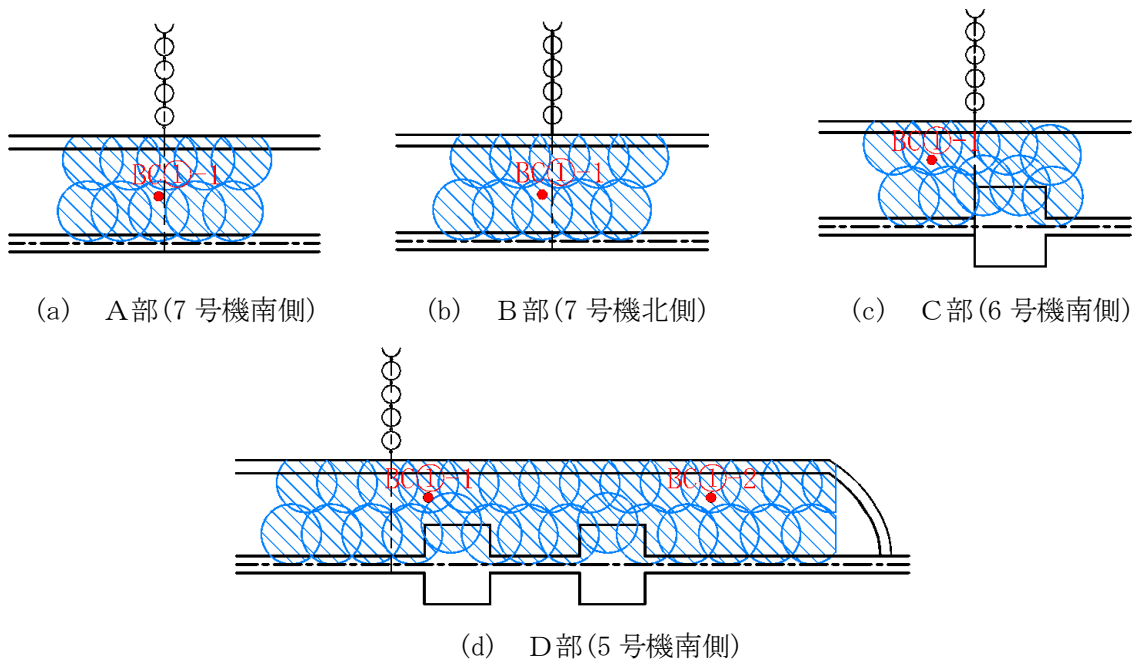 BC①-1
BC①-1
BC①-1
(a) A部(7 号機南側)
(b) B部(7 号機北側)
(c) C部(6 号機南側)
BC①-1
BC①-2
(d) D部(5 号機南側)